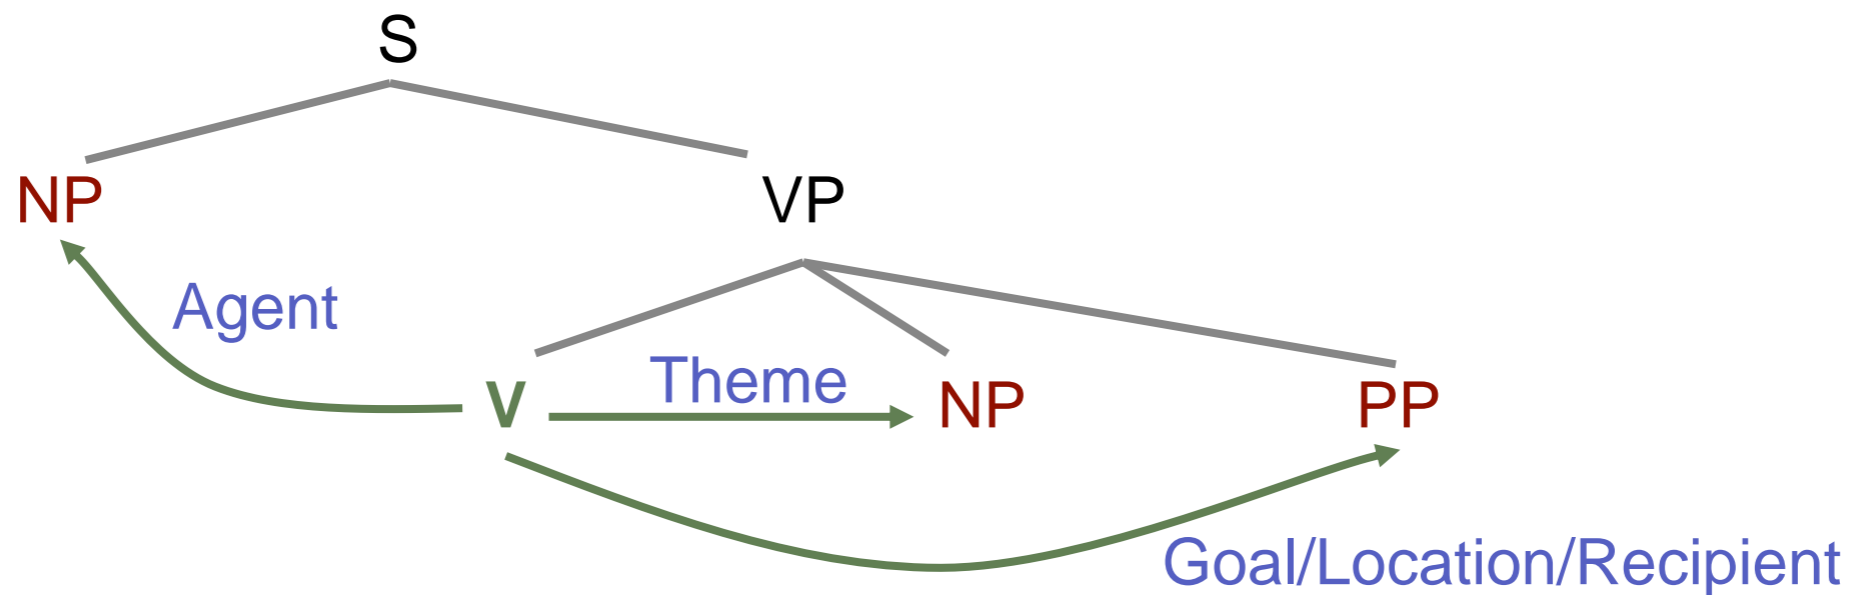 S
NP
VP
Agent
Theme
V
NP
PP
Goal/Location/Recipient